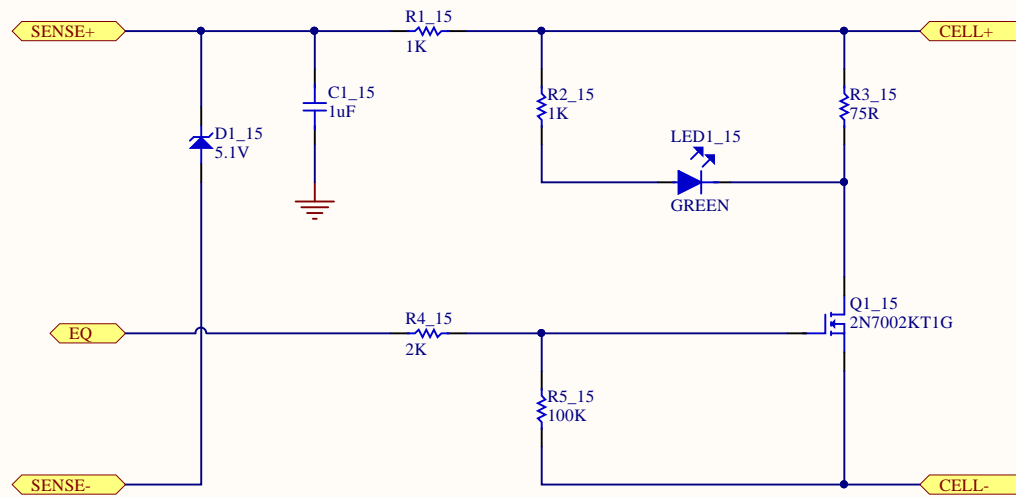 R1_15
SENSE+
CELL+
1K
C1_15
1uF
R2_15
1K
R3_15
75R
D1_15
5.1V
LED1_15
GREEN
Q1_15
2N7002KT1G
R4_15
EQ
2K
R5_15
100K
SENSE-
CELL-